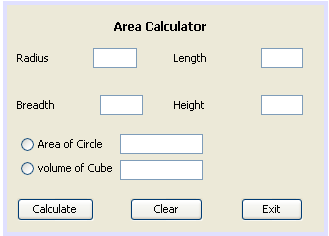 Area Calculator
Radius Length
Breadth Height
Area of Circle
volume of Cube
Calculate Clear Exit